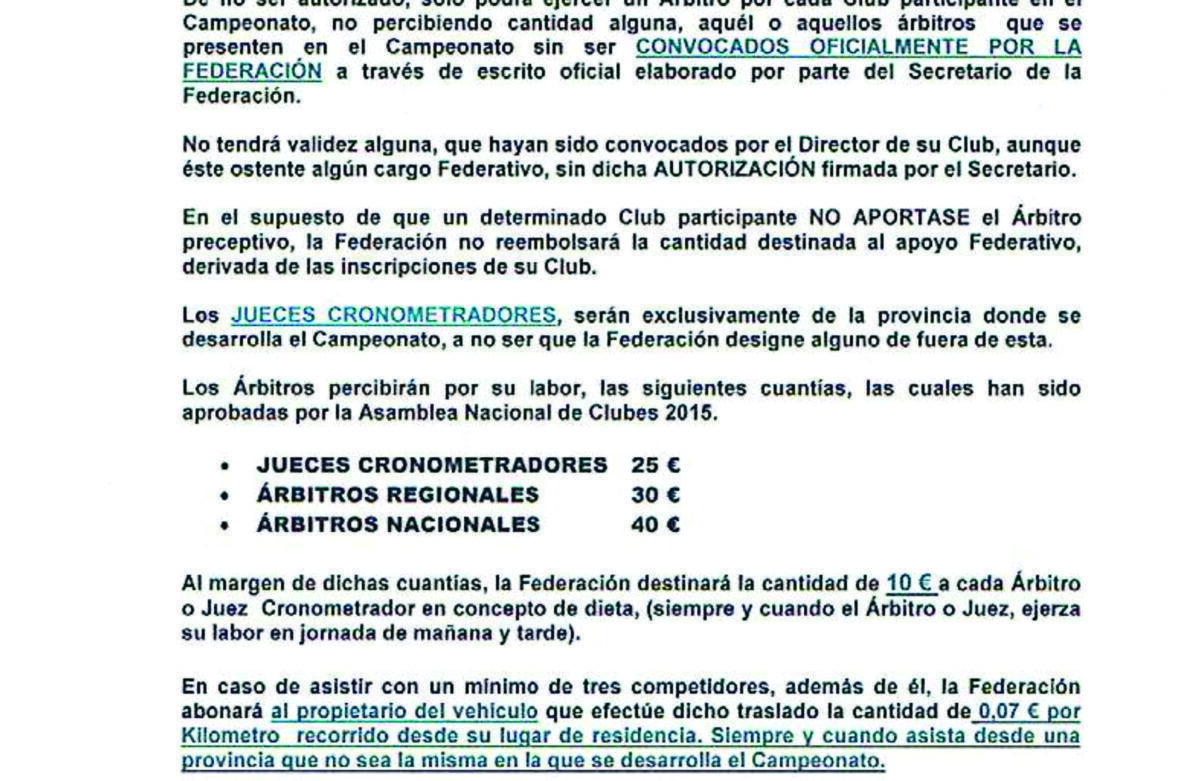 De no ser autorizado, sólo podrá ejercer un Árbitro por cada Club participante en el
Campeonato, no percibiendo cantidad alguna, aquél o aquellos árbitros que se
presenten en el Campeonato sin ser CONVOCADOS OFICIALMENTE POR LA
FEDERACIÓN a través de escrito oficial elaborado por parte del Secretario de la
Federación.
No tendrá validez alguna, que hayan sido convocados por el Director de su Club, aunque
éste ostente algún cargo Federativo, sin dicha AUTORIZACIÓN firmada por el Secretario.
En el supuesto de que un determinado Club participante NO APORTASE el Árbitro
preceptivo, la Federación no reembolsará la cantidad destinada al apoyo Federativo,
derivada de las inscripciones de su Club.
Los JUECES CRONOMETRADORES, serán exclusivamente de la provincia donde se
desarrolla el Campeonato, a no ser que la Federación designe alguno de fuera de esta.
Los Árbitros percibirán por su labor, las siguientes cuantías, las cuales han sido
aprobadas por la Asamblea Nacional de Clubes 2015.
• JUECES CRONOMETRADORES 25 €
• ÁRBITROS REGIONALES 30 €
• ÁRBITROS NACIONALES 40 €
Al margen de dichas cuantías, la Federación destinará la cantidad de 10 € a cada Árbitro
o Juez Cronometrador en concepto de dieta, (siempre y cuando el Árbitro o Juez, ejerza
su labor en jornada de mañana y tarde).
En caso de asistir con un mínimo de tres competidores, además de él, la Federación
abonará al propietario del vehículo que efectúe dicho traslado la cantidad de 0,07 € por
Kilometro recorrido desde su lugar de residencia. Siempre y cuando asista desde una
provincia que no sea la misma en la que se desarrolla el Campeonato.